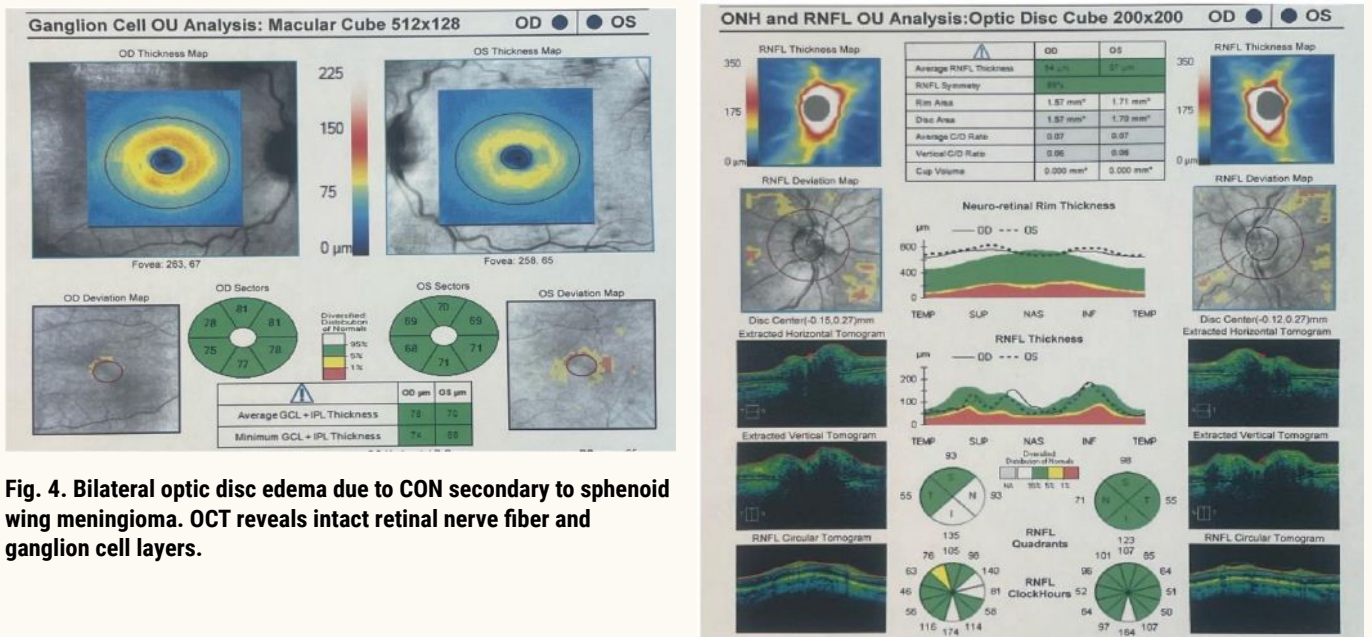 Ganglion Cell OU Analysis: Macular Cube 512x128 OD OS
OD Thickness Map
OS Thickness Map
225
150
75
0 µm
Fovea: 263, 67
Fovea: 258, 65
OD Deviation Map
OD Sectors
OS Sectors
OS Deviation Map
81
78 81
75 78
77
Diversified
Distribution
of Normals
95%
5%
1%
70
69 69
68 71
71
OD µm OS µm
Average GCL + IPL Thickness 78 70
Minimum GCL + IPL Thickness 74
Fig. 4. Bilateral optic disc edema due to CON secondary to sphenoid
wing meningioma. OCT reveals intact retinal nerve fiber and
ganglion cell layers.
ONH and RNFL OU Analysis:Optic Disc Cube 200x200 OD OS
RNFL Thickness Map
RNFL Thickness Map
350
175
0 µm
350
175
0 µm
OD OS
Average RNFL Thickness
RNFL Symmetry
Rim Area 1.57 mm² 1.71 mm²
Disc Area 1.57 mm²
Average C/D Ratio 0.07 0.07
Vertical C/D Ratio 0.06 0.06
Cup Volume 0.000 mm³ 0.000 mm³
RNFL Deviation Map
RNFL Deviation Map
Neuro-retinal Rim Thickness
µm OD OS
800
400
0
TEMP SUP NAS INF TEMP
Disc Center(-0.15,0.27)mm
Disc Center(-0.12,0.27)mm
Extracted Horizontal Tomogram
Extracted Horizontal Tomogram
RNFL Thickness
µm OD OS
200
100
0
TEMP SUP NAS INF TEMP
Extracted Vertical Tomogram
Extracted Vertical Tomogram
Diversified
Distribution of Normals
NA 95% 5% 1%
93
55 S T N I 93
135
98
71 S N T I 55
123
RNFL
Quadrants
RNFL Circular Tomogram
RNFL Circular Tomogram
RNFL
ClockHours
105
76 98
63 140
46 81
55 58
116 114
174
107
101 85
96 64
52 51
64 50
97 107
164